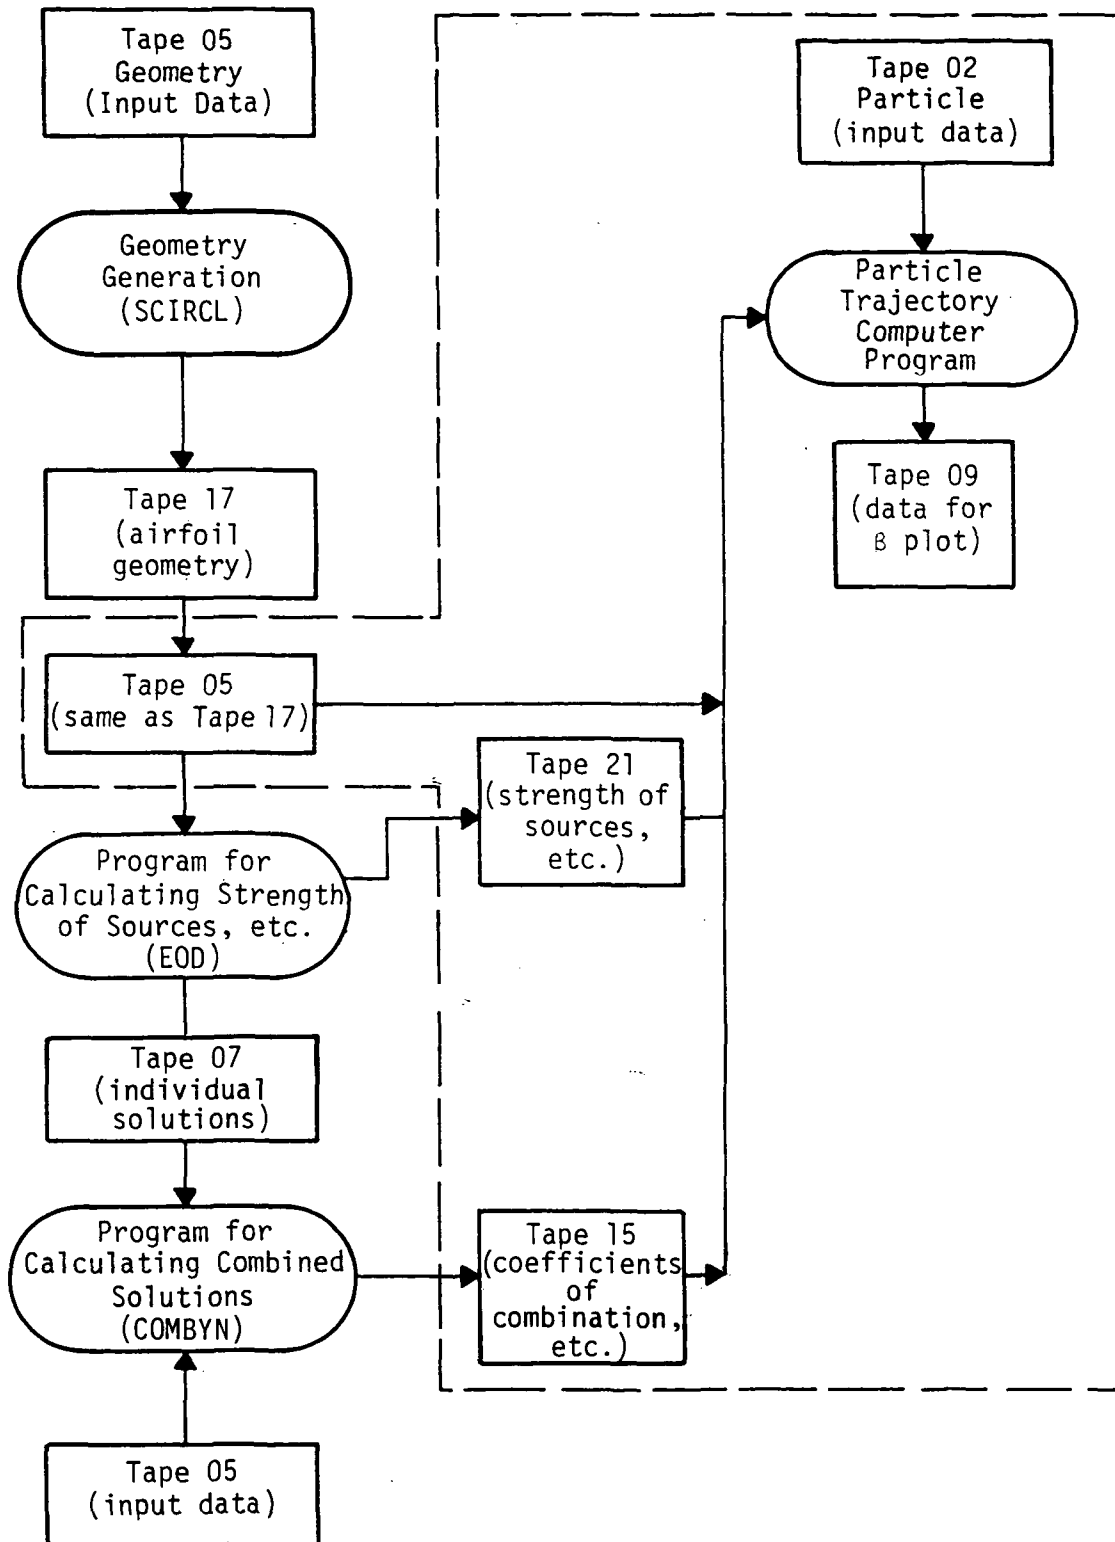 Tape 05
Geometry
(Input Data)
Geometry
Generation
(SCIRCL)
Tape 17
(airfoil
geometry)
Tape 05
(same as Tape 17)
Program for
Calculating Strength
of Sources, etc.
(EOD)
Tape 07
(individual
solutions)
Program for
Calculating Combined
Solutions
(COMBYN)
Tape 05
(input data)
Tape 21
(strength of
sources,
etc.)
Tape 15
(coefficients
of
combination,
etc.)
Tape 02
Particle
(input data)
Particle
Trajectory
Computer
Program
Tape 09
(data for
β plot)